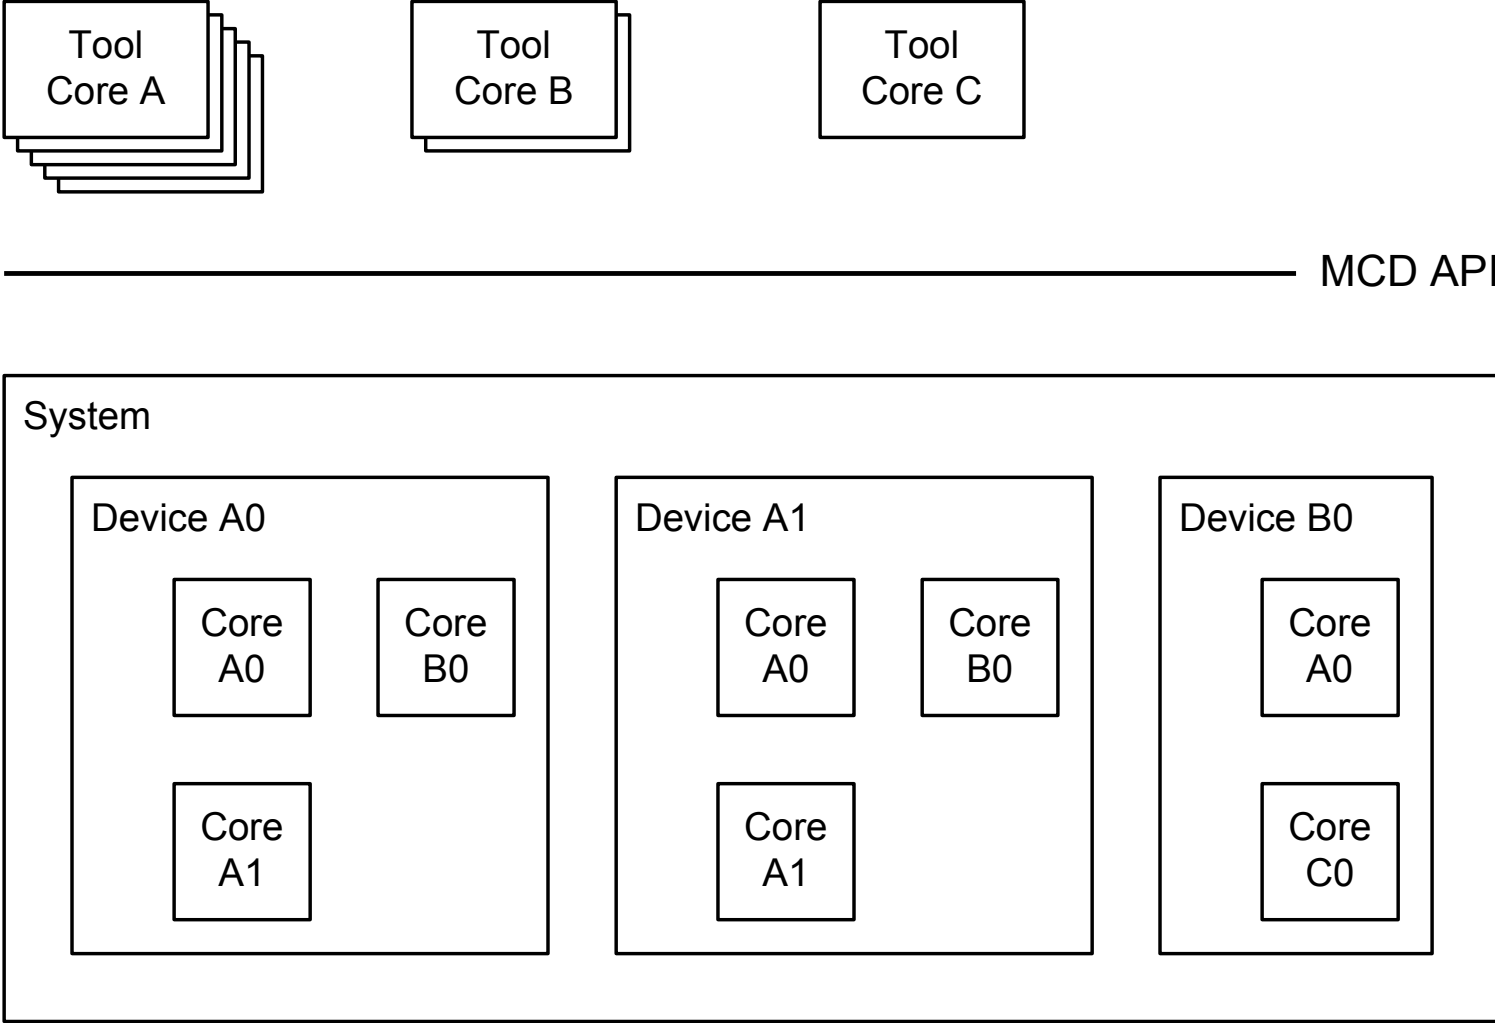 Tool
Core A
Tool
Core B
Tool
Core C
MCD API
System
Device A0
Core
A0
Core
B0
Core
A1
Device A1
Core
A0
Core
B0
Core
A1
Device B0
Core
A0
Core
C0